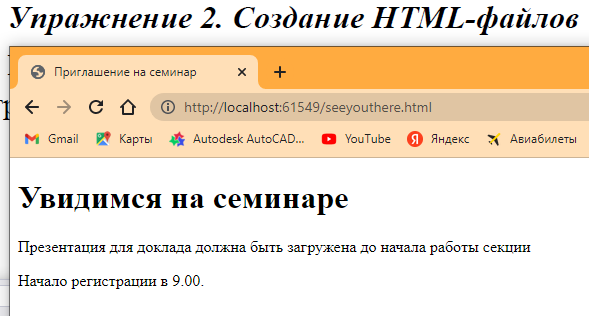 Упражнение 2. Создание HTML-файлов
Приглашение на семинар
http://localhost:61549/seeyouthere.html
Gmail Карты Autodesk AutoCAD... YouTube Яндекс Авиабилеты
Увидимся на семинаре
Презентация для доклада должна быть загружена до начала работы секции
Начало регистрации в 9.00.